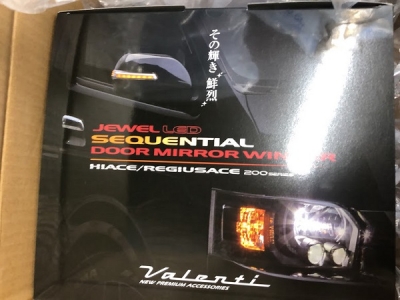 その輝き、鮮烈。
JEWEL LED
SEQUENTIAL
DOOR MIRROR WINKER
HIACE/REGIUSACE 200 SERIES
Valenti
NEW PREMIUM ACCESSORIES